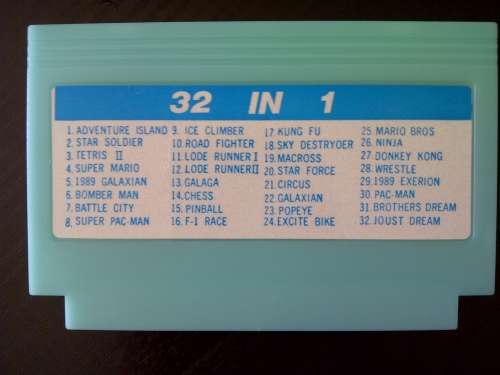 32 IN 1
1. ADVENTURE ISLAND
2. STAR SOLDIER
3. TETRIS II
4. SUPER MARIO
5. 1989 GALAXIAN
6. BOMBER MAN
7. BATTLE CITY
8. SUPER PAC-MAN
9. ICE CLIMBER
10. ROAD FIGHTER
11. LODE RUNNER I
12. LODE RUNNER II
13. GALAGA
14. CHESS
15. PINBALL
16. F-1 RACE
17. KUNG FU
18. SKY DESTRYOER
19. MACROSS
20. STAR FORCE
21. CIRCUS
22. GALAXIAN
23. POPEYE
24. EXCITE BIKE
25. MARIO BROS
26. NINJA
27. DONKEY KONG
28. WRESTLE
29. 1989 EXERION
30. PAC-MAN
31. BROTHERS DREAM
32. JOUST DREAM